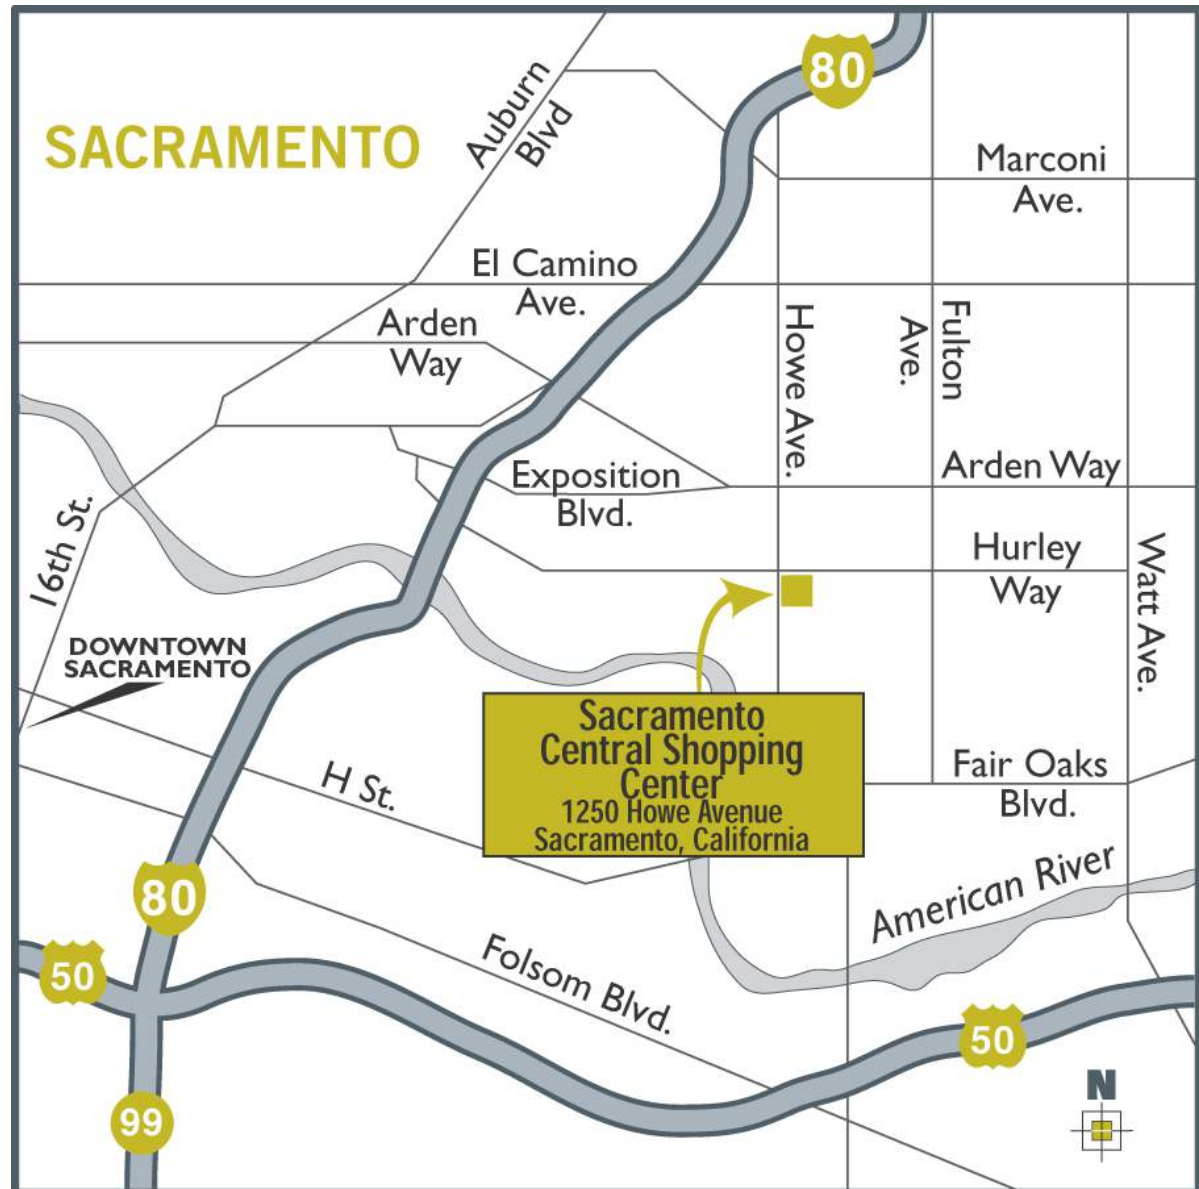 80
SACRAMENTO
Auburn
Blvd
Marconi
Ave.
El Camino
Ave.
Arden
Way
Howe Ave.
Fulton
Ave.
Exposition
Blvd.
Arden Way
16th St.
Hurley
Way
Watt Ave.
DOWNTOWN
SACRAMENTO
Sacramento
Central Shopping
Center
1250 Howe Avenue
Sacramento, California
H St.
Fair Oaks
Blvd.
American River
80
50
Folsom Blvd.
50
99
N